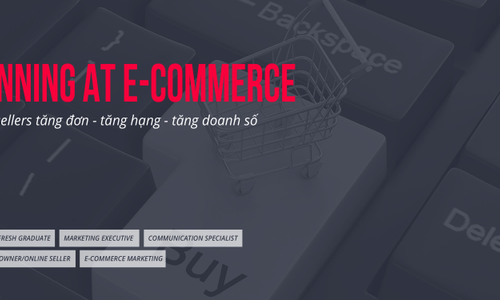 NNING AT E-COMMERCE
ellers tăng đơn - tăng hạng - tăng doanh số
FRESH GRADUATE MARKETING EXECUTIVE COMMUNICATION SPECIALIST
OWNER/ONLINE SELLER E-COMMERCE MARKETING
Backspace
}
Buy
Dele